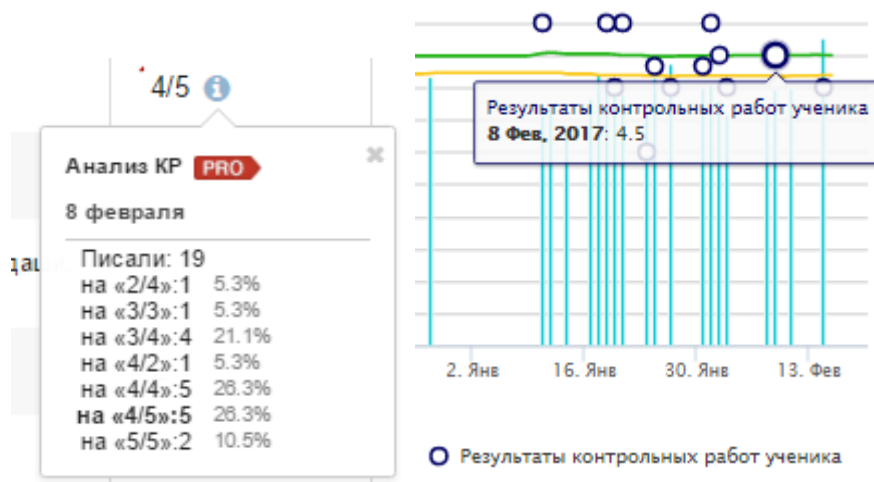 4/5
Анализ КР PRO
8 февраля
Писали: 19
на «2/4»:1 5.3%
на «3/3»:1 5.3%
на «3/4»:4 21.1%
на «4/2»:1 5.3%
на «4/4»:5 26.3%
на «4/5»:5 26.3%
на «5/5»:2 10.5%
Результаты контрольных работ ученика
8 Фев, 2017: 4.5
2. Янв 16. Янв 30. Янв 13. Фев
Результаты контрольных работ ученика